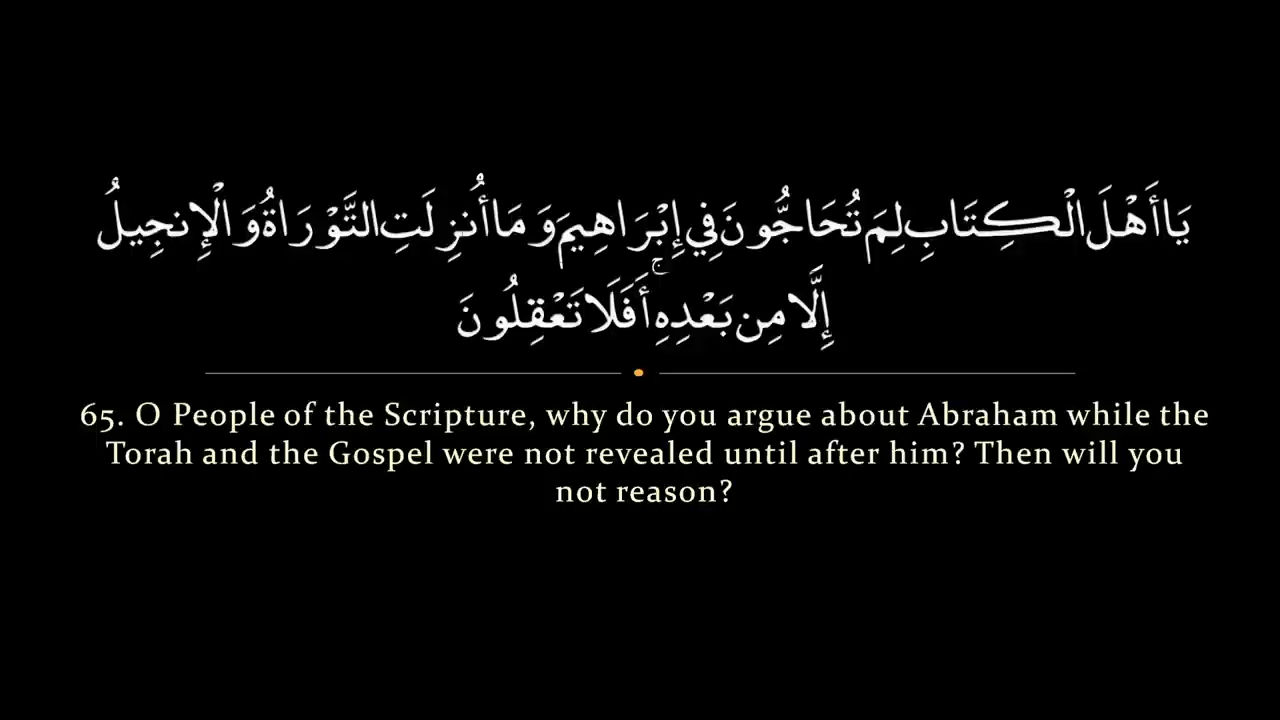 يَا أَهْلَ الْكِتَابِ لِمَ تُحَاجُّونَ فِي إِبْرَاهِيمَ وَمَا أُنزِلَتِ التَّوْرَاةُ وَالْإِنجِيلُ
إِلَّا مِن بَعْدِهِ ۚ أَفَلَا تَعْقِلُونَ
65. O People of the Scripture, why do you argue about Abraham while the
Torah and the Gospel were not revealed until after him? Then will you
not reason?